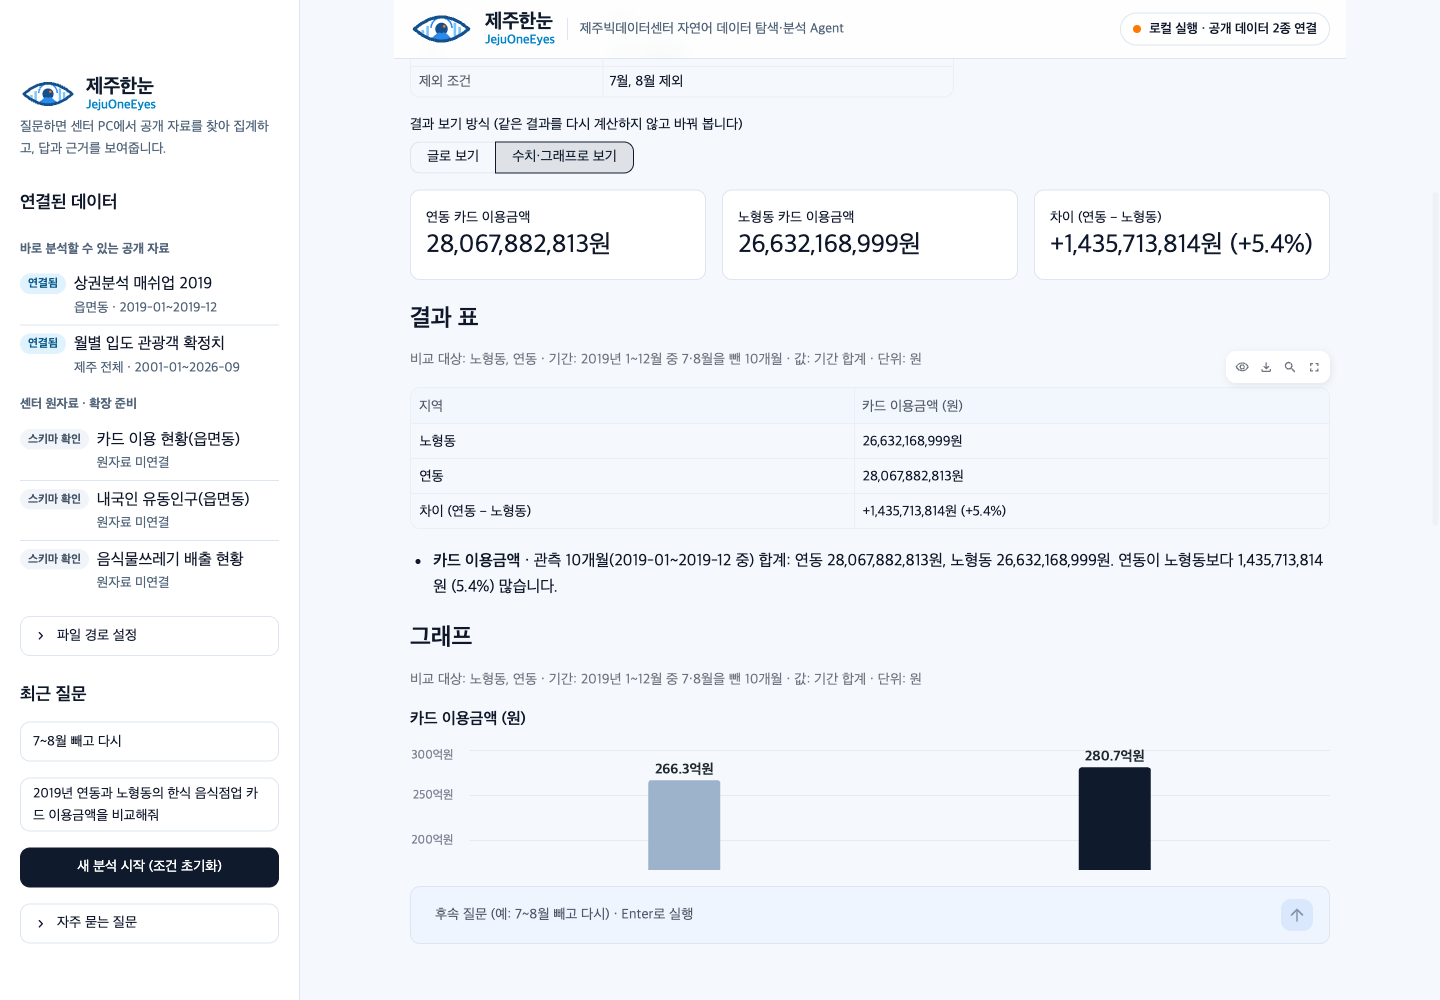 제주한눈
JejuOneEyes
질문하면 센터 PC에서 공개 자료를 찾아 집계하
고, 답과 근거를 보여줍니다.
연결된 데이터
바로 분석할 수 있는 공개 자료
연결됨 상권분석 매쉬업 2019
읍면동 · 2019-01~2019-12
연결됨 월별 입도 관광객 확정치
제주 전체 · 2001-01~2026-09
센터 원자료 · 확장 준비
스키마 확인 카드 이용 현황(읍면동)
원자료 미연결
스키마 확인 내국인 유동인구(읍면동)
원자료 미연결
스키마 확인 음식물쓰레기 배출 현황
원자료 미연결
파일 경로 설정
최근 질문
7~8월 빼고 다시
2019년 연동과 노형동의 한식 음식점업 카
드 이용금액을 비교해줘
새 분석 시작 (조건 초기화)
자주 묻는 질문
제주한눈
JejuOneEyes
제주빅데이터센터 자연어 데이터 탐색·분석 Agent
로컬 실행 · 공개 데이터 2종 연결
제외 조건 7월, 8월 제외
결과 보기 방식 (같은 결과를 다시 계산하지 않고 바꿔 봅니다)
글로 보기 수치·그래프로 보기
연동 카드 이용금액
28,067,882,813원
노형동 카드 이용금액
26,632,168,999원
차이 (연동 – 노형동)
+1,435,713,814원 (+5.4%)
결과 표
비교 대상: 노형동, 연동 · 기간: 2019년 1~12월 중 7·8월을 뺀 10개월 · 값: 기간 합계 · 단위: 원
지역 카드 이용금액 (원)
노형동 26,632,168,999원
연동 28,067,882,813원
차이 (연동 – 노형동) +1,435,713,814원 (+5.4%)
• 카드 이용금액 · 관측 10개월(2019-01~2019-12 중) 합계: 연동 28,067,882,813원, 노형동 26,632,168,999원. 연동이 노형동보다 1,435,713,814
원 (5.4%) 많습니다.
그래프
비교 대상: 노형동, 연동 · 기간: 2019년 1~12월 중 7·8월을 뺀 10개월 · 값: 기간 합계 · 단위: 원
카드 이용금액 (원)
300억원
280.7억원
266.3억원
250억원
200억원
후속 질문 (예: 7~8월 빼고 다시) · Enter로 실행